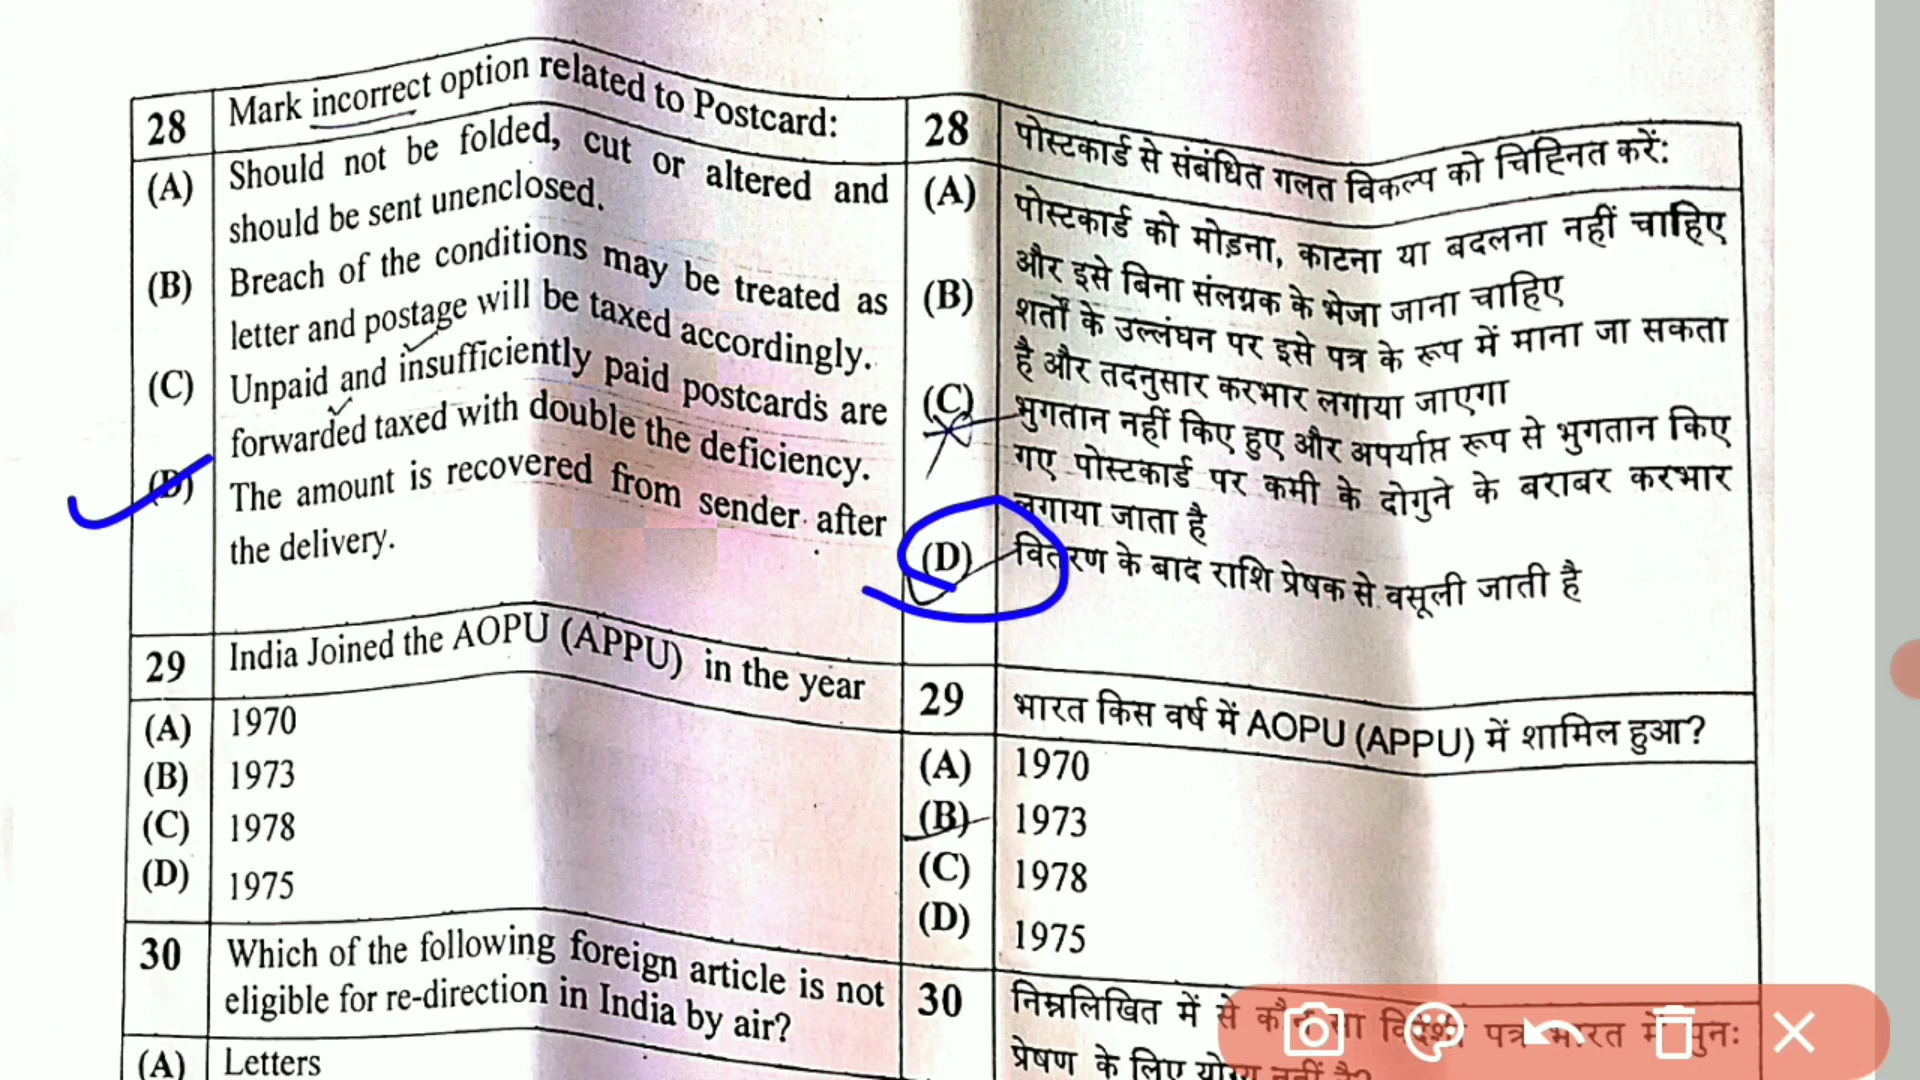 28
Mark incorrect option related to Postcard:
(A)
Should not be folded, cut or altered and
should be sent unenclosed.
(B)
Breach of the conditions may be treated as
letter and postage will be taxed accordingly.
(C)
Unpaid and insufficiently paid postcards are
forwarded taxed with double the deficiency.
(D)
The amount is recovered from sender after
the delivery.
29
India Joined the AOPU (APPU) in the year
(A)
1970
(B)
1973
(C)
1978
(D)
1975
30
Which of the following foreign article is not
eligible for re-direction in India by air?
(A)
Letters
28
पोस्टकार्ड से संबंधित गलत विकल्प को चिह्नित करें:
(A)
पोस्टकार्ड को मोड़ना, काटना या बदलना नहीं चाहिए
और इसे बिना संलग्नक के भेजा जाना चाहिए
(B)
शर्तों के उल्लंघन पर इसे पत्र के रूप में माना जा सकता
है और तदनुसार करभार लगाया जाएगा
(C)
भुगतान नहीं किए हुए और अपर्याप्त रूप से भुगतान किए
गए पोस्टकार्ड पर कमी के दोगुने के बराबर करभार
लगाया जाता है
(D)
वितरण के बाद राशि प्रेषक से वसूली जाती है
29
भारत किस वर्ष में AOPU (APPU) में शामिल हुआ?
(A)
1970
(B)
1973
(C)
1978
(D)
1975
30
निम्नलिखित में से कौन सा विदेशी पत्र भारत में पुनः
प्रेषण के लिए योग्य नहीं है?